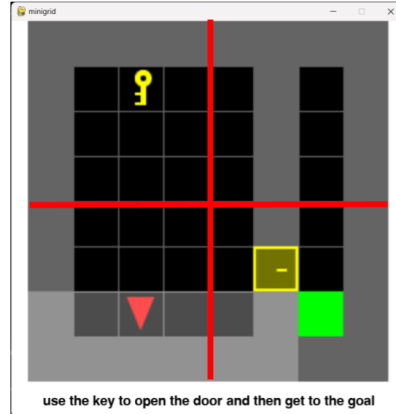 minigrid
use the key to open the door and then get to the goal